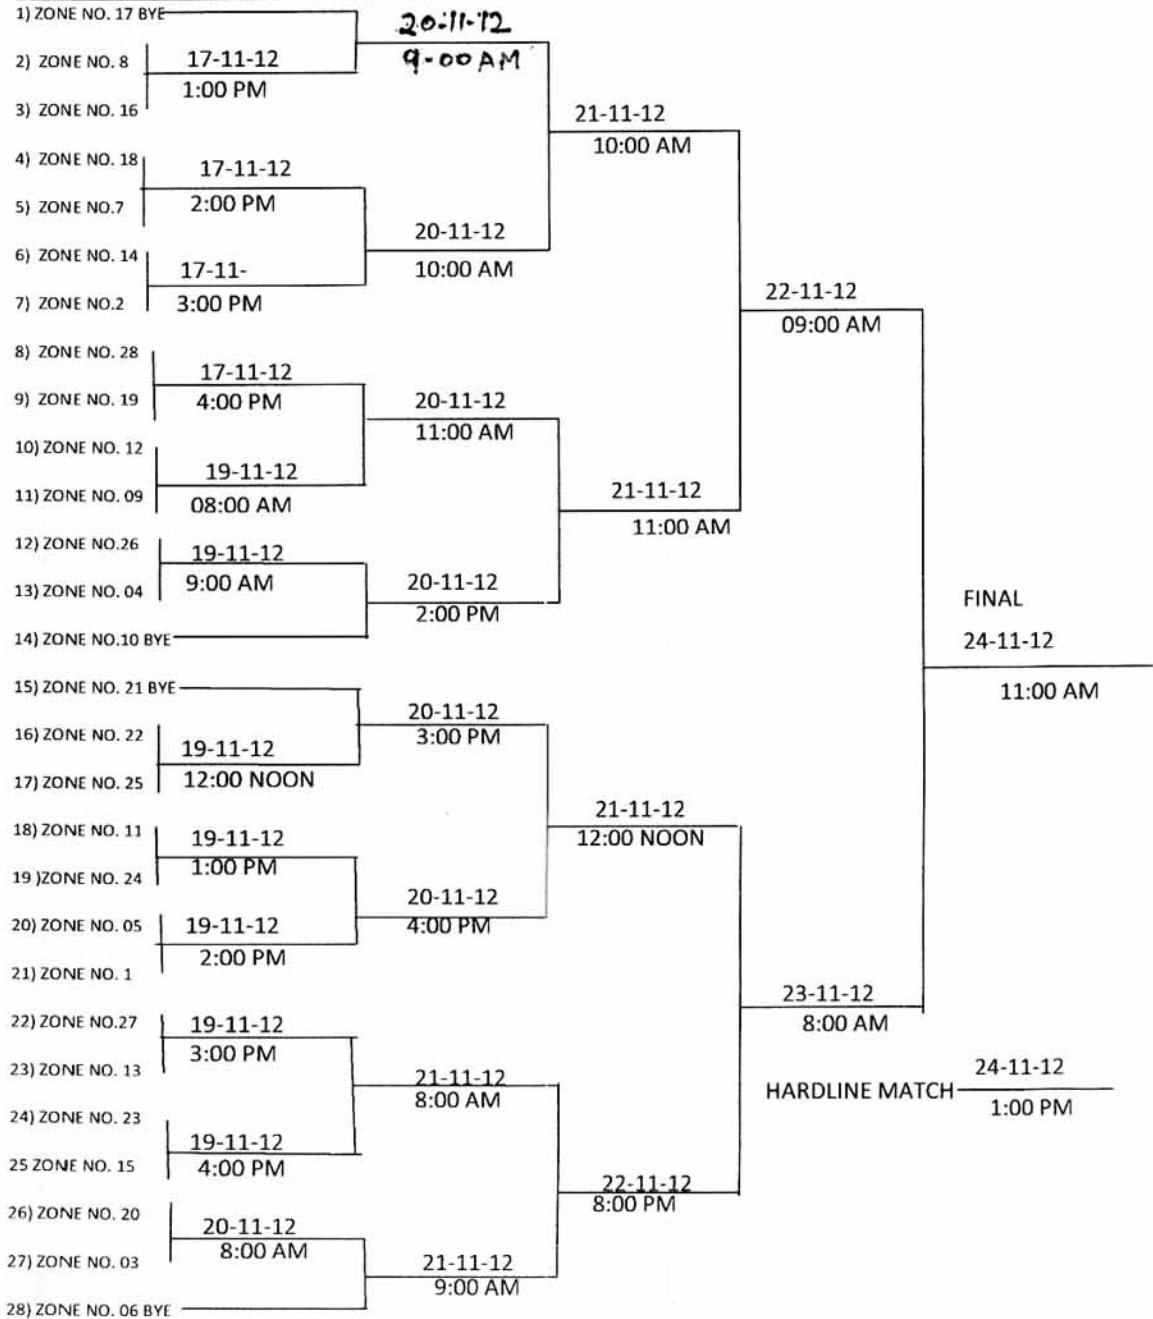 1) ZONE NO. 17 BYE
20-11-12
9-00 AM
2) ZONE NO. 8
17-11-12
1:00 PM
3) ZONE NO. 16
21-11-12
10:00 AM
4) ZONE NO. 18
17-11-12
2:00 PM
5) ZONE NO.7
20-11-12
10:00 AM
6) ZONE NO. 14
17-11-
3:00 PM
7) ZONE NO.2
22-11-12
09:00 AM
8) ZONE NO. 28
17-11-12
4:00 PM
9) ZONE NO. 19
20-11-12
11:00 AM
10) ZONE NO. 12
19-11-12
08:00 AM
11) ZONE NO. 09
21-11-12
11:00 AM
12) ZONE NO.26
19-11-12
9:00 AM
13) ZONE NO. 04
20-11-12
2:00 PM
14) ZONE NO.10 BYE
FINAL
24-11-12
11:00 AM
15) ZONE NO. 21 BYE
20-11-12
3:00 PM
16) ZONE NO. 22
19-11-12
12:00 NOON
17) ZONE NO. 25
21-11-12
12:00 NOON
18) ZONE NO. 11
19-11-12
1:00 PM
19 )ZONE NO. 24
20-11-12
4:00 PM
20) ZONE NO. 05
19-11-12
2:00 PM
21) ZONE NO. 1
23-11-12
8:00 AM
22) ZONE NO.27
19-11-12
3:00 PM
23) ZONE NO. 13
21-11-12
8:00 AM
HARDLINE MATCH
24-11-12
1:00 PM
24) ZONE NO. 23
19-11-12
4:00 PM
25 ZONE NO. 15
22-11-12
8:00 PM
26) ZONE NO. 20
20-11-12
8:00 AM
27) ZONE NO. 03
21-11-12
9:00 AM
28) ZONE NO. 06 BYE